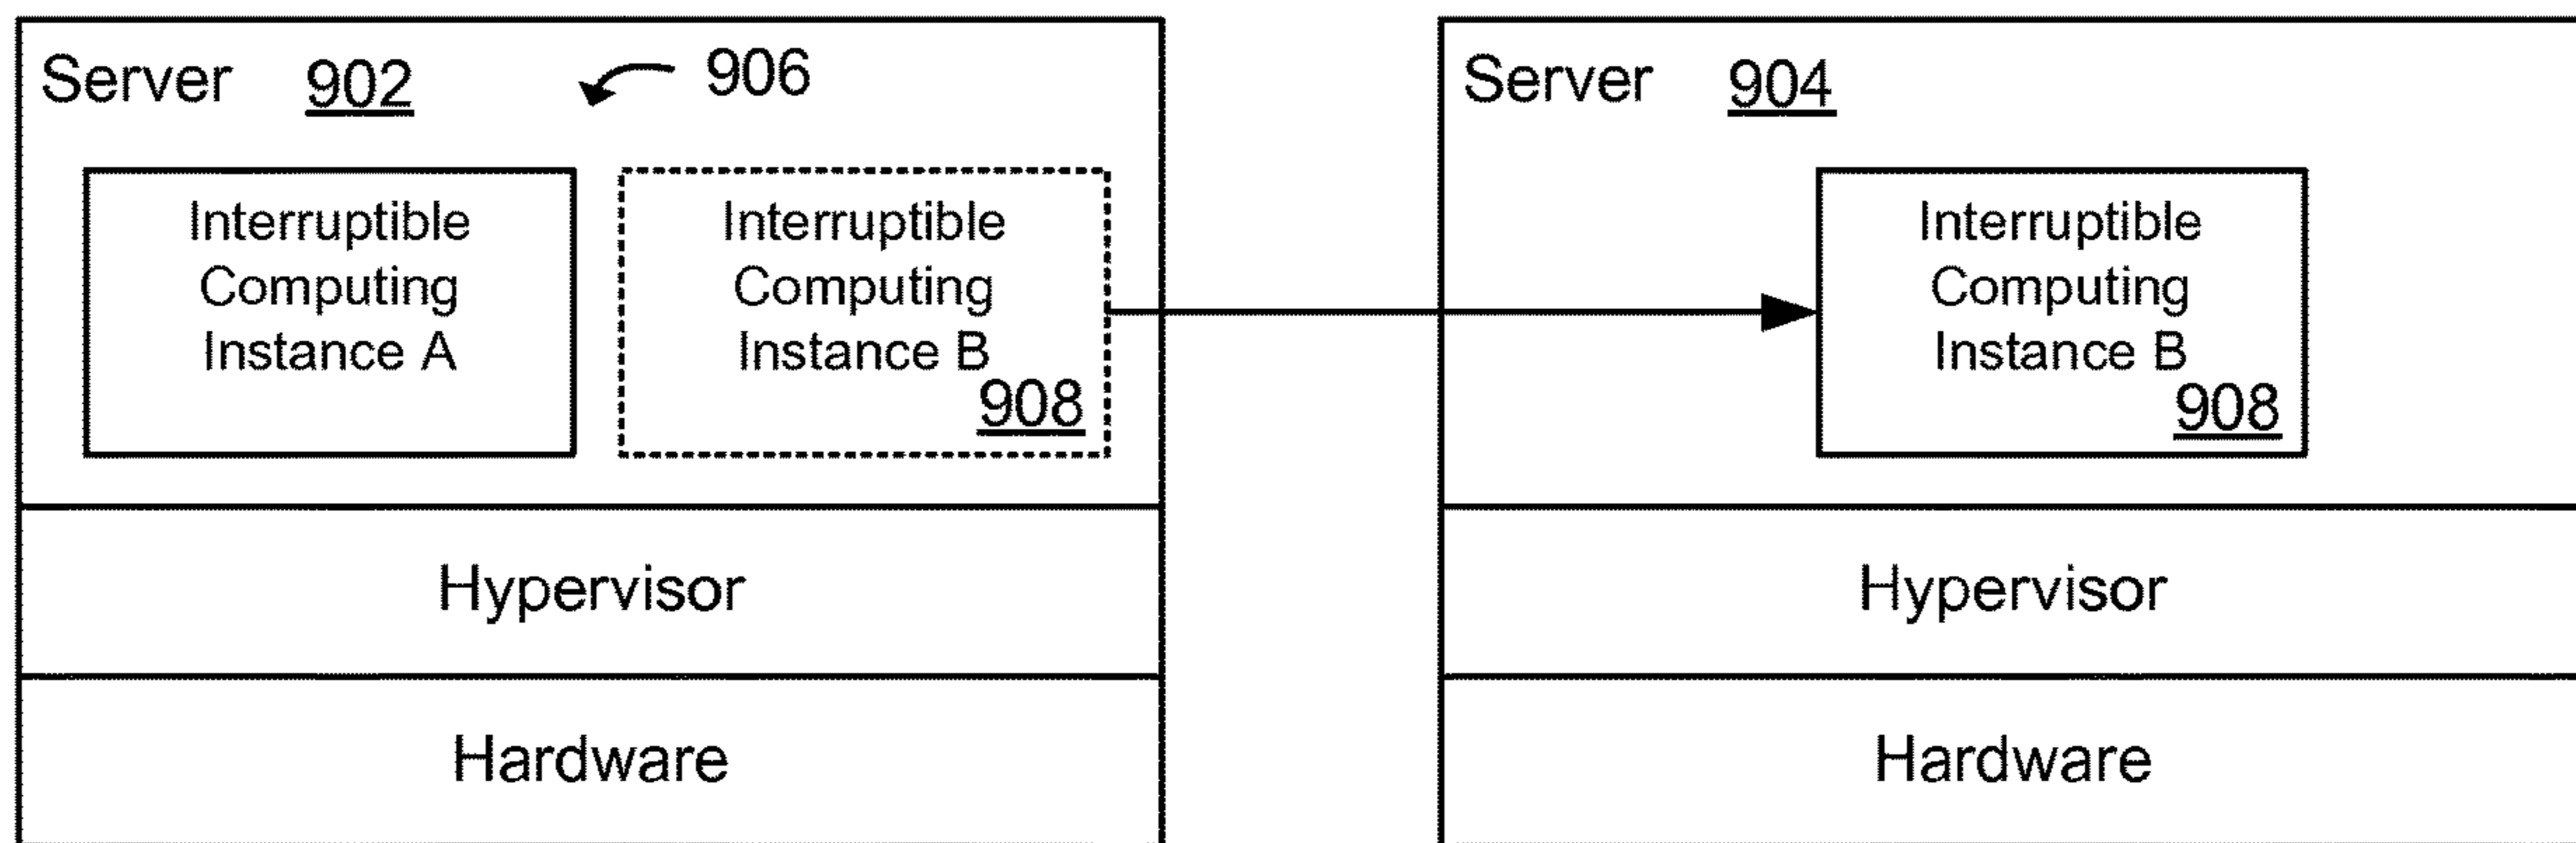 Server 902 906
Interruptible
Computing
Instance A
Interruptible
Computing
Instance B
908
Hypervisor
Hardware
Server 904
Interruptible
Computing
Instance B
908
Hypervisor
Hardware